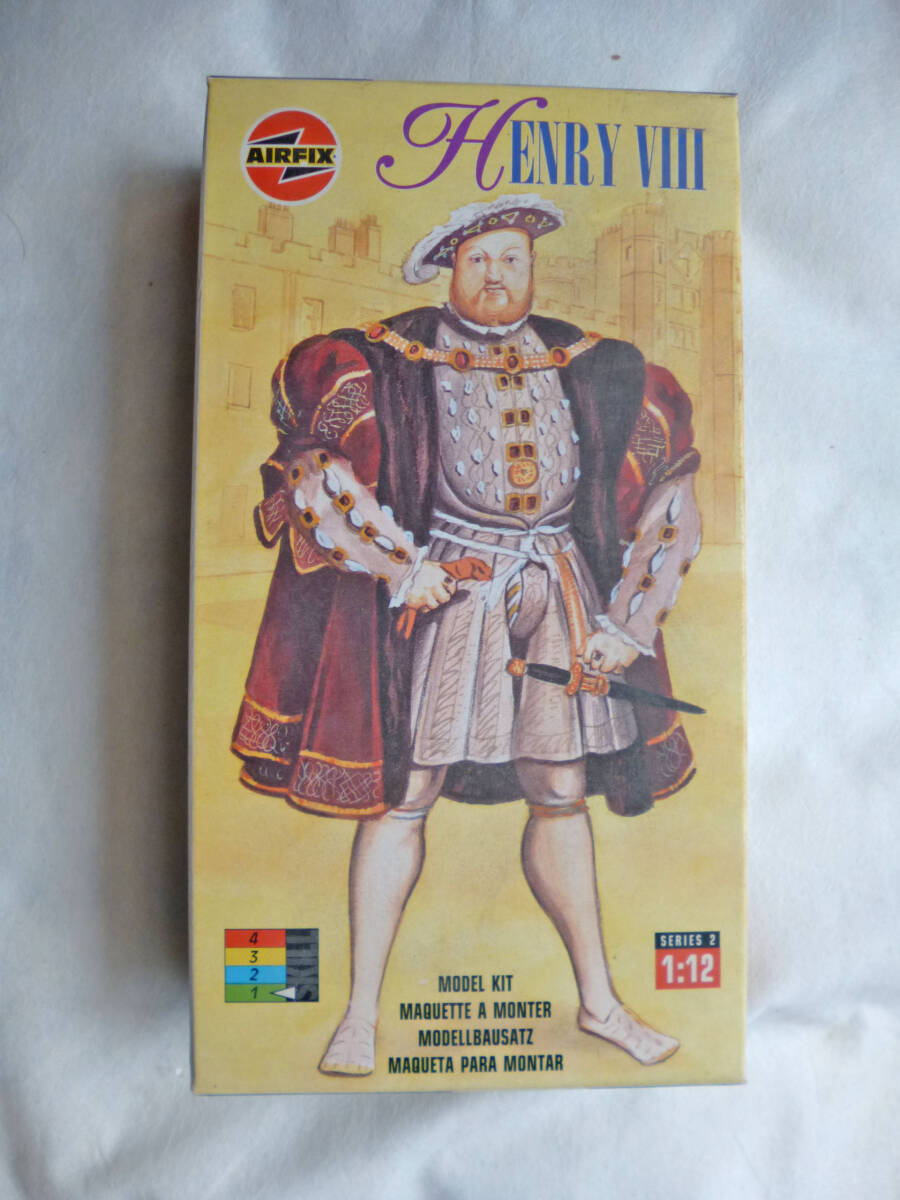 AIRFIX
HENRY VIII
4
3
2
1
SKILL
SERIES 2
1:12
MODEL KIT
MAQUETTE A MONTER
MODELLBAUSATZ
MAQUETA PARA MONTAR